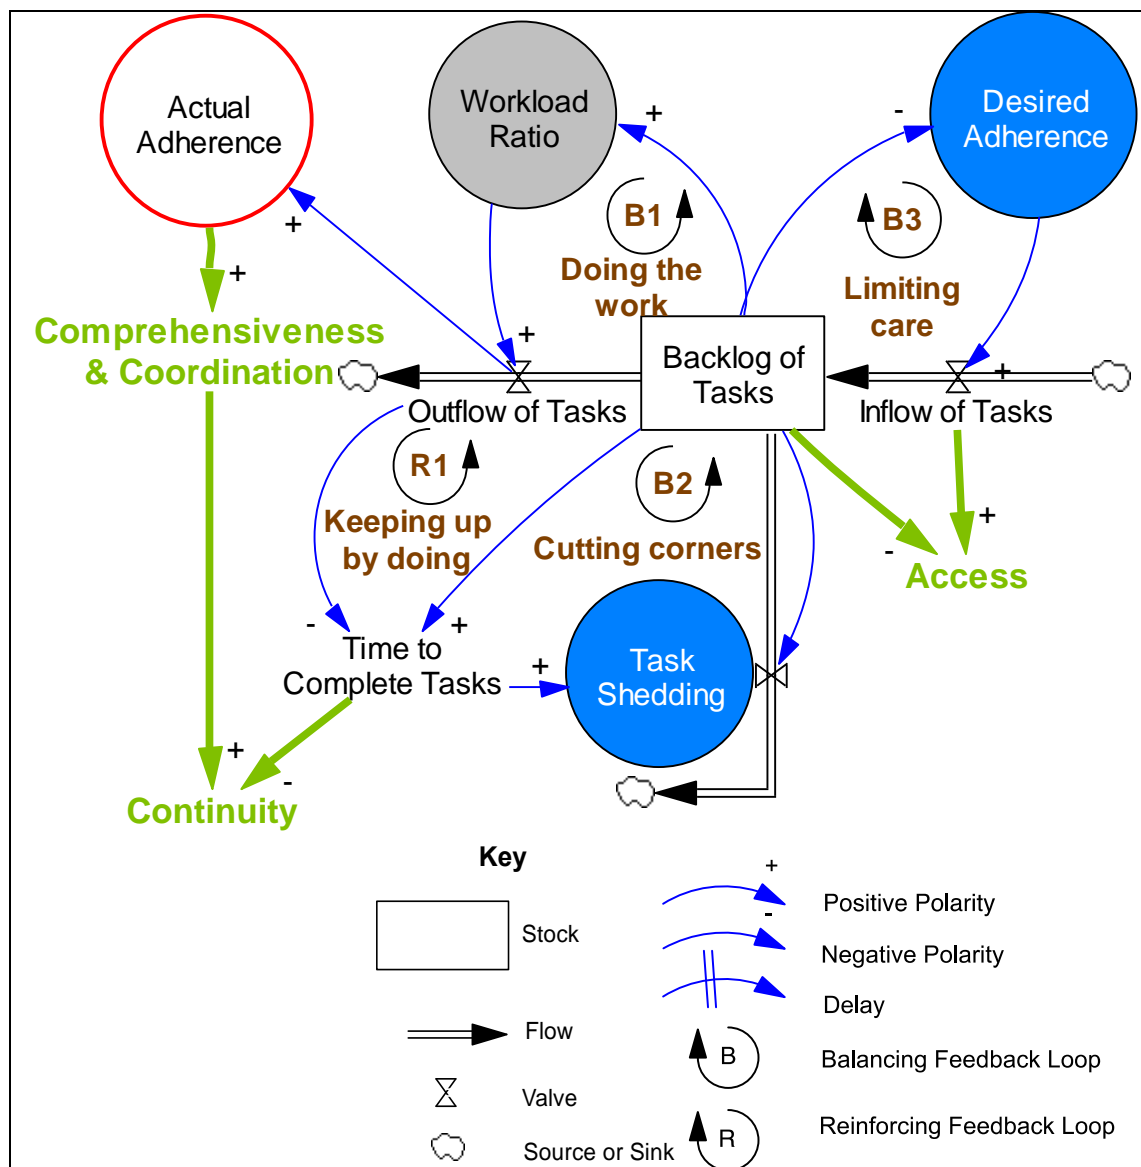 Actual
Adherence
Workload
Ratio
Desired
Adherence
+
-
+
B1
B3
+
Doing the
work
Limiting
care
+
Comprehensiveness
& Coordination
+
Backlog of
Tasks
+
Outflow of Tasks
Inflow of Tasks
R1
B2
Keeping up
by doing
Cutting corners
+
-
Access
-
+
Time to
Complete Tasks
+
Task
Shedding
+
-
Continuity
Key
Stock
Flow
Valve
Source or Sink
+
Positive Polarity
-
Negative Polarity
Delay
B
Balancing Feedback Loop
R
Reinforcing Feedback Loop